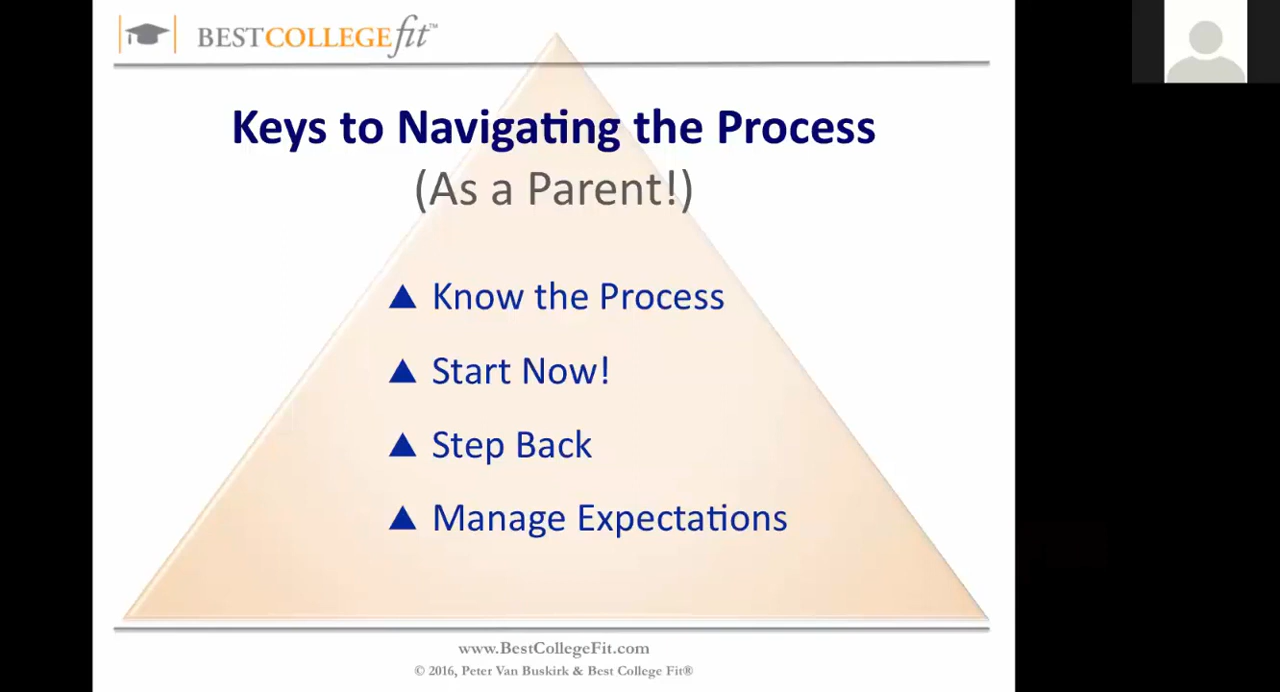 BESTCOLLEGEfit™
Keys to Navigating the Process
(As a Parent!)
▲ Know the Process
▲ Start Now!
▲ Step Back
▲ Manage Expectations
www.BestCollegeFit.com
© 2016, Peter Van Buskirk & Best College Fit®